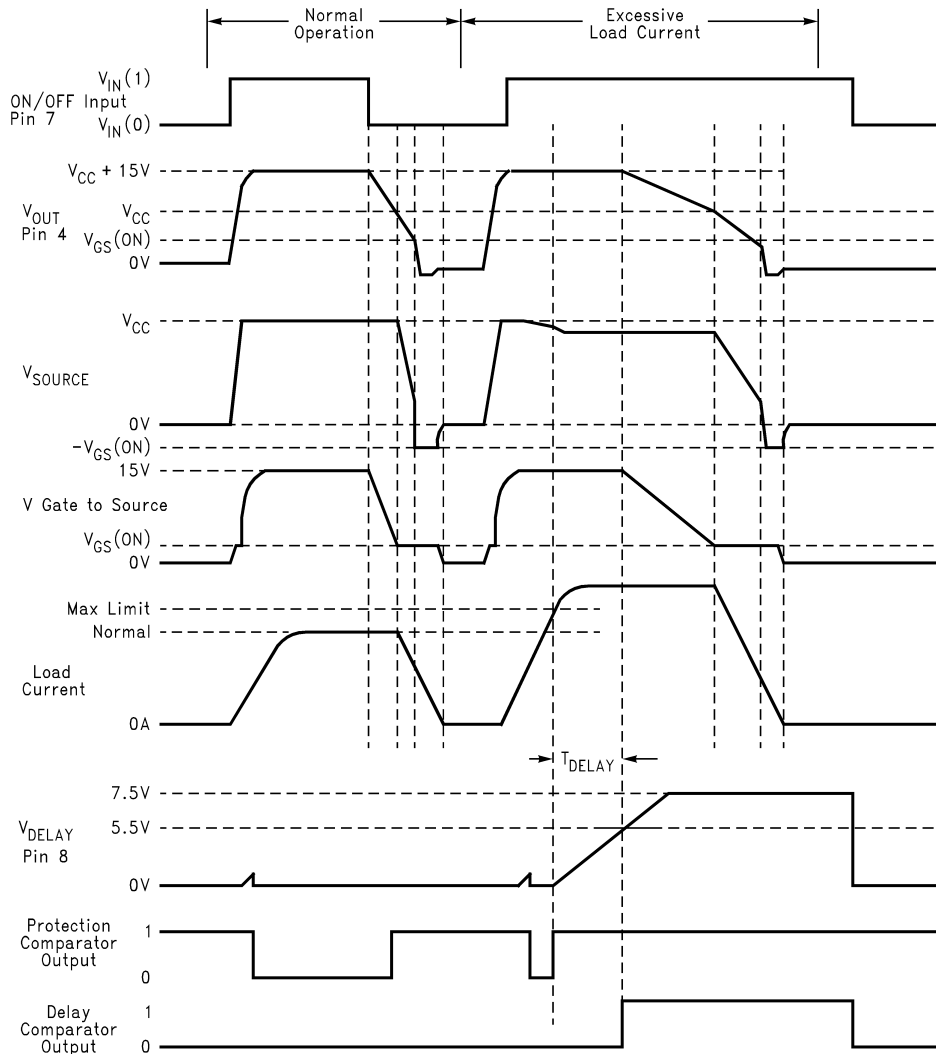 Normal
Operation
Excessive
Load Current
V_IN(1)
ON/OFF Input
Pin 7
V_IN(0)
V_CC + 15V
V_OUT
Pin 4
V_CC
V_GS(ON)
0V
V_CC
V_SOURCE
0V
-V_GS(ON)
15V
V Gate to Source
V_GS(ON)
0V
Max Limit
Normal
Load
Current
0A
T_DELAY
7.5V
V_DELAY
Pin 8
5.5V
0V
Protection
Comparator
Output
1
0
Delay
Comparator
Output
1
0